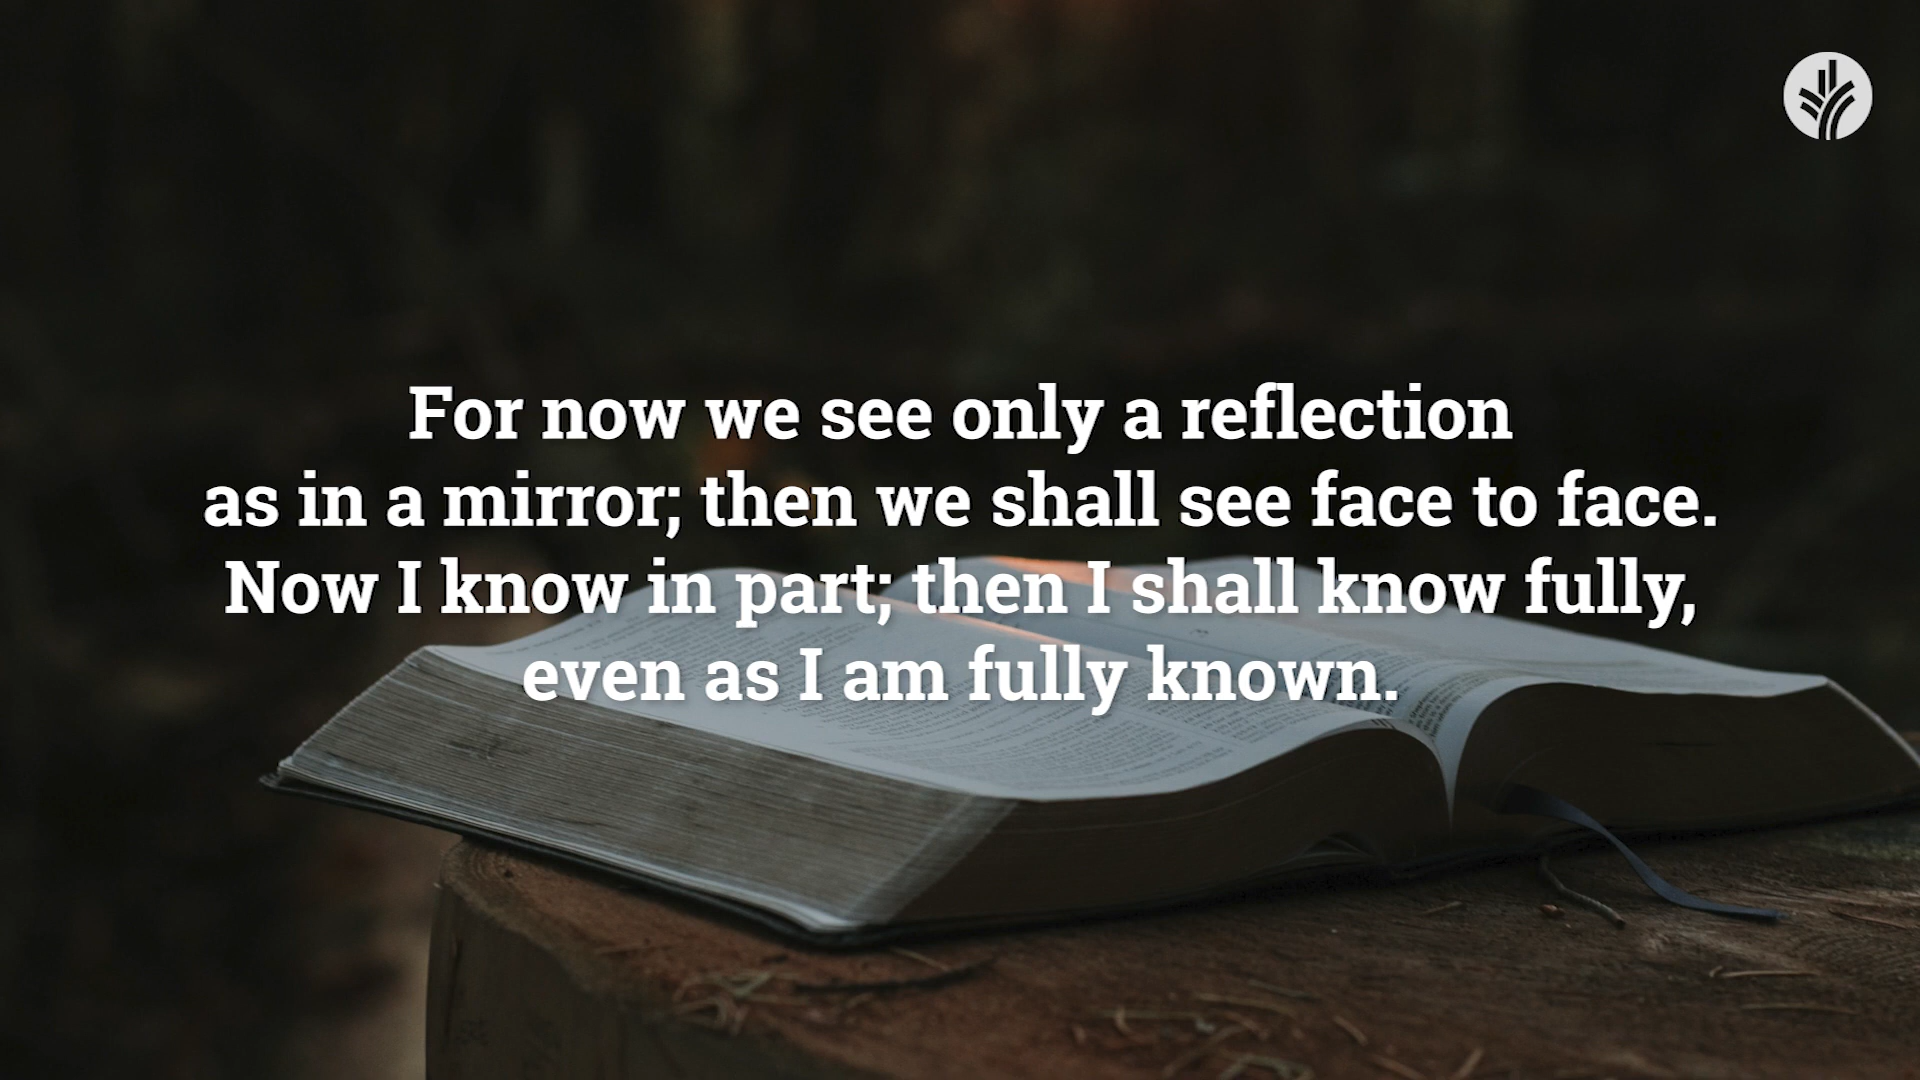 For now we see only a reflection
as in a mirror; then we shall see face to face.
Now I know in part; then I shall know fully,
even as I am fully known.